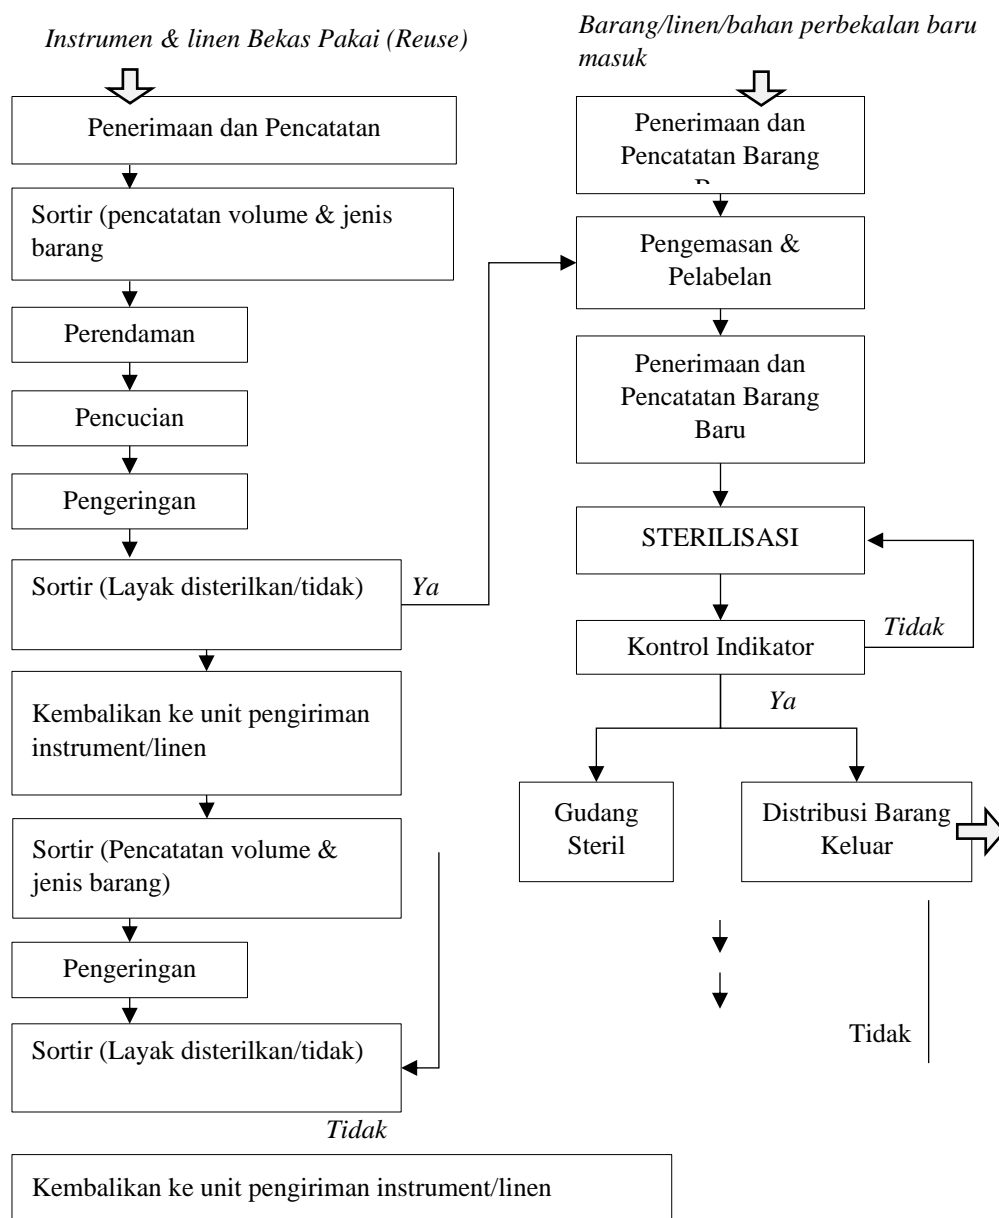 Instrumen & linen Bekas Pakai (Reuse)
Penerimaan dan Pencatatan
Sortir (pencatatan volume & jenis
barang
Perendaman
Pencucian
Pengeringan
Sortir (Layak disterilkan/tidak)
Ya
Kembalikan ke unit pengiriman
instrument/linen
Sortir (Pencatatan volume &
jenis barang)
Pengeringan
Sortir (Layak disterilkan/tidak)
Tidak
Kembalikan ke unit pengiriman instrument/linen
Barang/linen/bahan perbekalan baru
masuk
Penerimaan dan
Pencatatan Barang
Pengemasan &
Pelabelan
Penerimaan dan
Pencatatan Barang
Baru
STERILISASI
Kontrol Indikator
Tidak
Ya
Gudang
Steril
Distribusi Barang
Keluar
Tidak